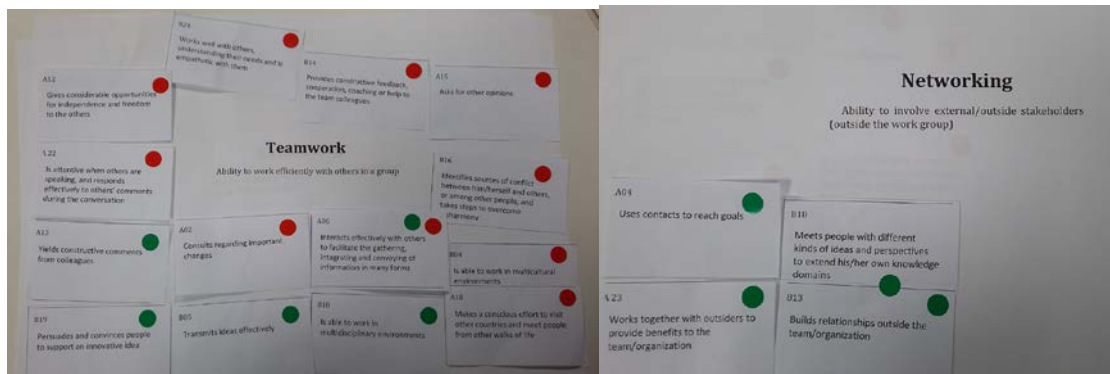 B24
Works well with others,
understanding their needs and is
empathetic with them
B14
Provides constructive feedback,
cooperation, coaching or help to
the team colleagues
A15
Asks for other opinions
A12
Gives considerable opportunities
for independence and freedom
to the others
Teamwork
Ability to work efficiently with others in a group
A22
Is attentive when others are
speaking, and responds
effectively to others' comments
during the conversation
B16
Identifies sources of conflict
between him/herself and others,
or among other people, and
takes steps to overcome
disharmony
A13
Yields constructive comments
from colleagues
A02
Consults regarding important
changes
A06
Interacts effectively with others
to facilitate the gathering,
integrating and conveying of
information in many forms
B04
Is able to work in multicultural
environments
B19
Persuades and convinces people
to support an innovative idea
B05
Transmits ideas effectively
B18
Is able to work in
multidisciplinary environments
A18
Makes a conscious effort to visit
other countries and meet people
from other walks of life
Networking
Ability to involve external/outside stakeholders
(outside the work group)
A04
Uses contacts to reach goals
B10
Meets people with different
kinds of ideas and perspectives
to extend his/her own knowledge
domains
A23
Works together with outsiders to
provide benefits to the
team/organization
B13
Builds relationships outside the
team/organization